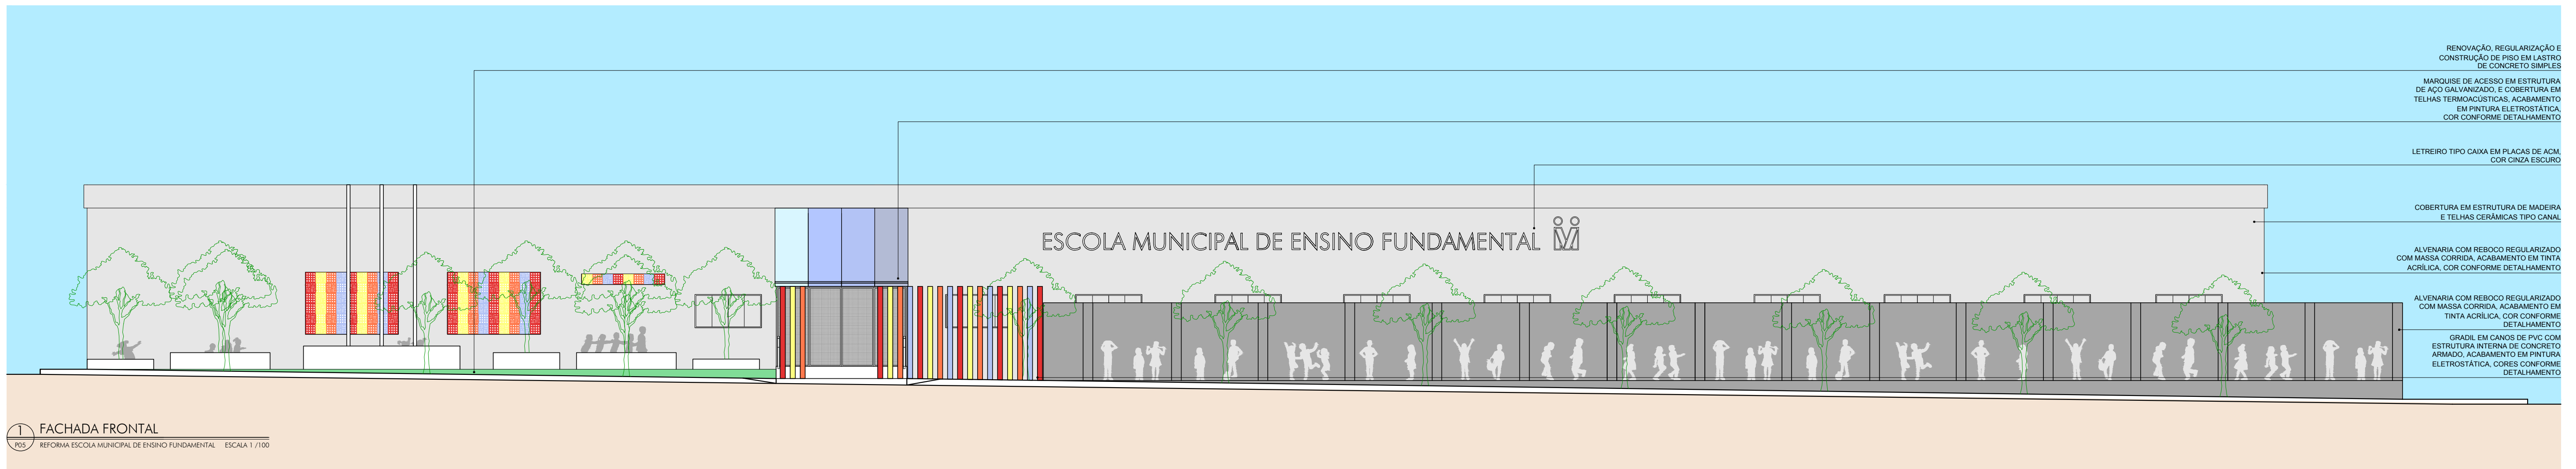 RENOVAÇÃO, REGULARIZAÇÃO E
CONSTRUÇÃO DE PISO EM LASTRO
DE CONCRETO SIMPLES
MARQUISE DE ACESSO EM ESTRUTURA
DE AÇO GALVANIZADO, E COBERTURA EM
TELHAS TERMOACÚSTICAS, ACABAMENTO
EM PINTURA ELETROSTÁTICA,
COR CONFORME DETALHAMENTO
LETREIRO TIPO CAIXA EM PLACAS DE ACM,
COR CINZA ESCURO
COBERTURA EM ESTRUTURA DE MADEIRA
E TELHAS CERÂMICAS TIPO CANAL
ESCOLA MUNICIPAL DE ENSINO FUNDAMENTAL
ALVENARIA COM REBOCO REGULARIZADO
COM MASSA CORRIDA, ACABAMENTO EM TINTA
ACRÍLICA, COR CONFORME DETALHAMENTO
ALVENARIA COM REBOCO REGULARIZADO
COM MASSA CORRIDA, ACABAMENTO EM
TINTA ACRÍLICA, COR CONFORME
DETALHAMENTO
GRADIL EM CANOS DE PVC COM
ESTRUTURA INTERNA DE CONCRETO
ARMADO, ACABAMENTO EM PINTURA
ELETROSTÁTICA, CORES CONFORME
DETALHAMENTO
1
P05
FACHADA FRONTAL
REFORMA ESCOLA MUNICIPAL DE ENSINO FUNDAMENTAL ESCALA 1 /100